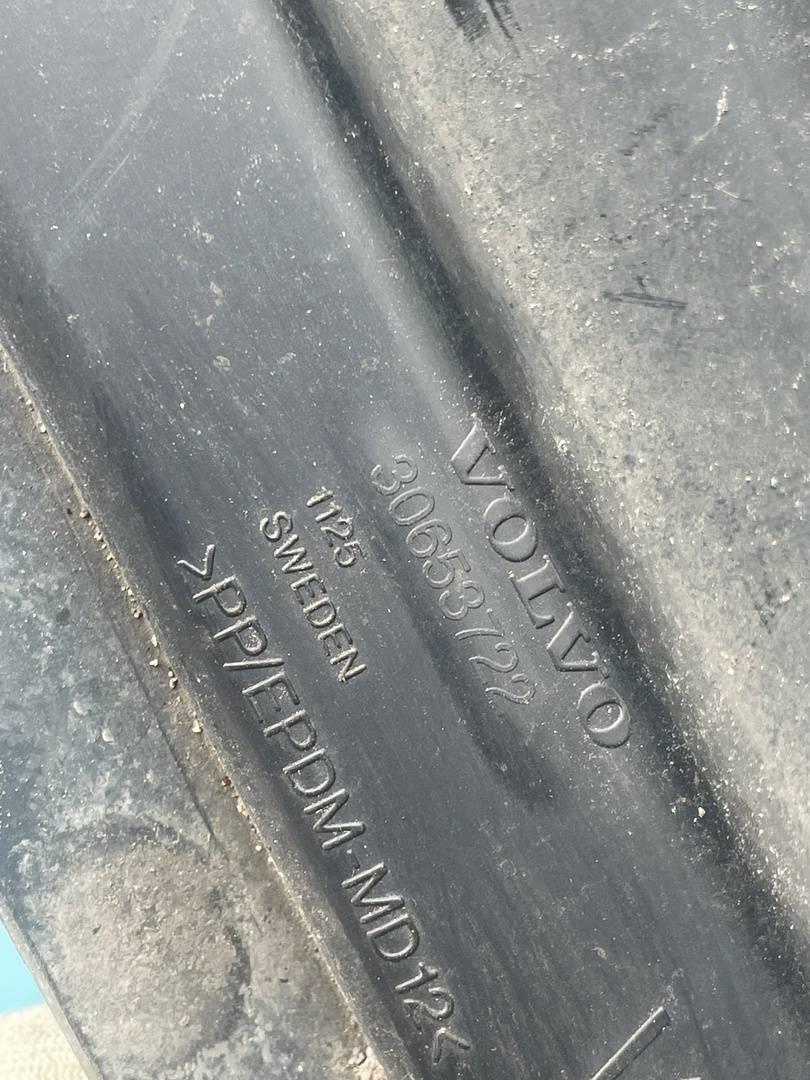 VOLVO
30653722
1125
SWEDEN
>PP/EPDM-MD12<